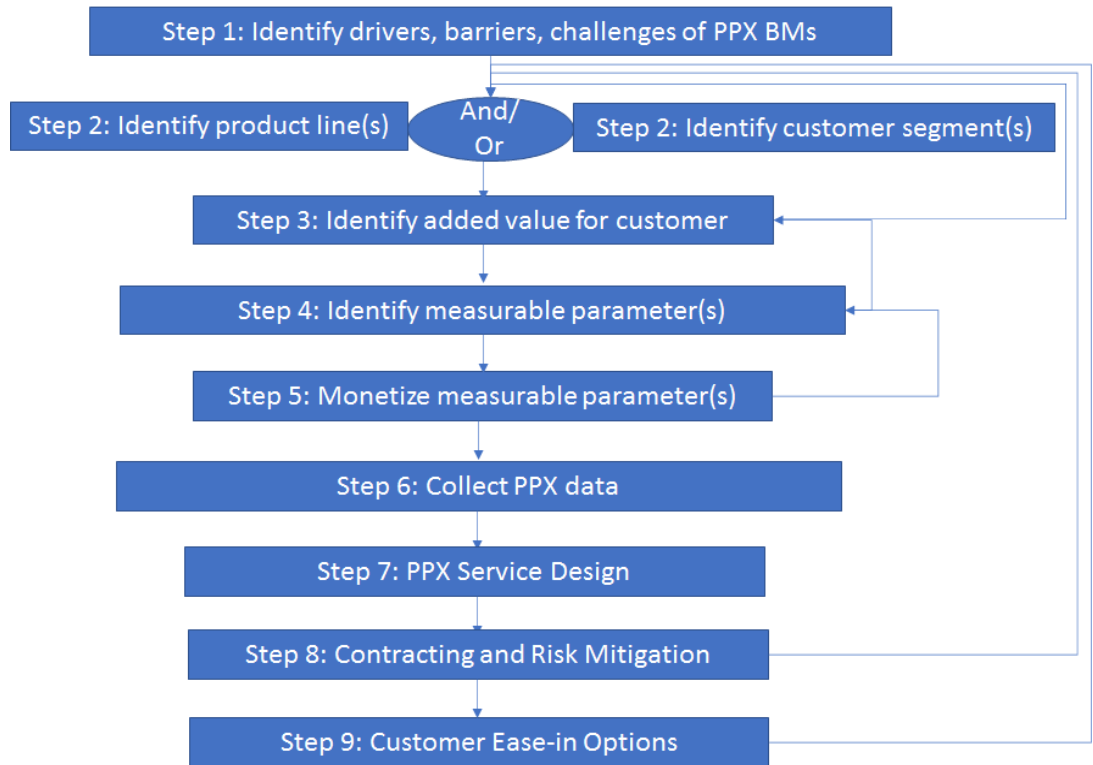 Step 1: Identify drivers, barriers, challenges of PPX BMs
Step 2: Identify product line(s)
And/
Or
Step 2: Identify customer segment(s)
Step 3: Identify added value for customer
Step 4: Identify measurable parameter(s)
Step 5: Monetize measurable parameter(s)
Step 6: Collect PPX data
Step 7: PPX Service Design
Step 8: Contracting and Risk Mitigation
Step 9: Customer Ease-in Options